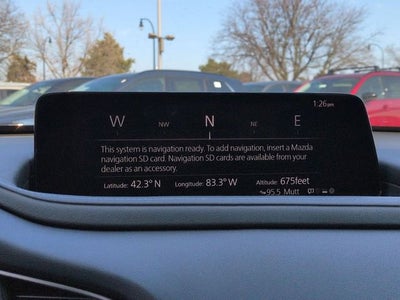 1:26pm
W NW N NE E
This system is navigation ready. To add navigation, insert a Mazda
navigation SD card. Navigation SD cards are available from your
dealer as an accessory.
Latitude: 42.3° N Longitude: 83.3° W Altitude: 675feet
95.5 Mutt